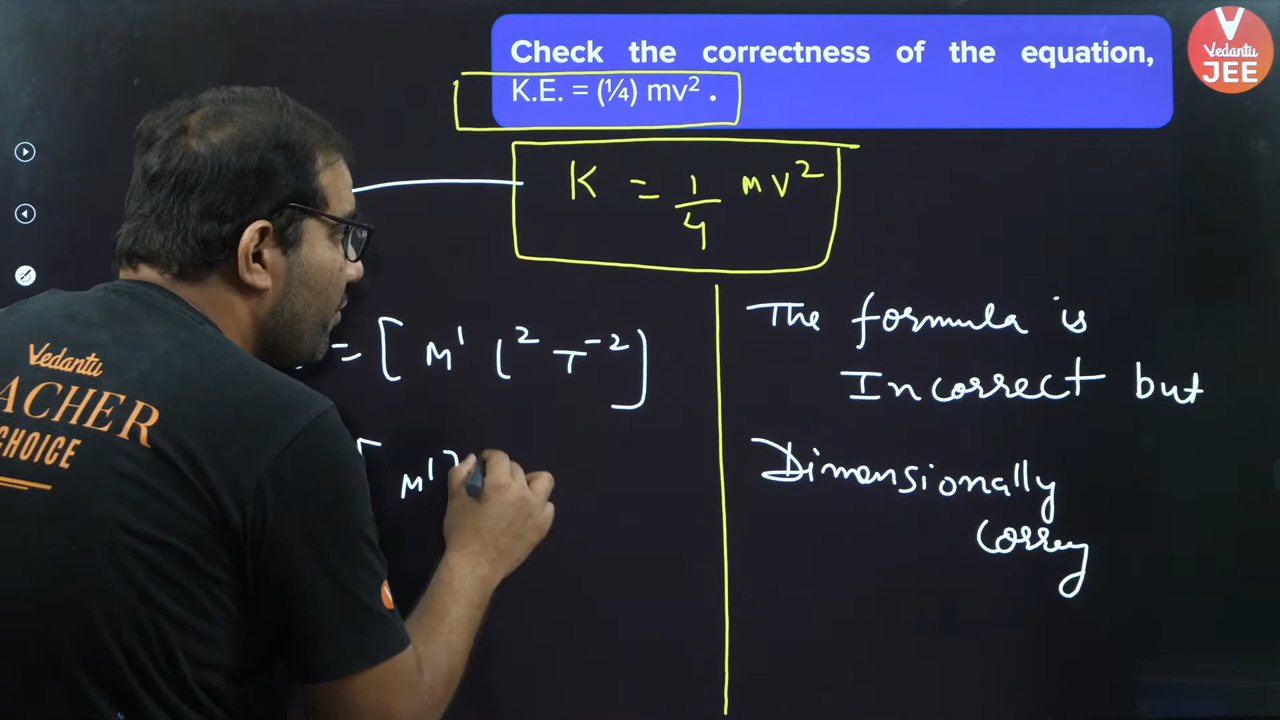 Check the correctness of the equation,
K.E. = (¼) mv² .
Vedantu
JEE
K = 1/4 mv²
= [M¹ L² T⁻²]
[M¹]
The formula is
Incorrect but
Dimensionally
Vedantu
ACHER
CHOICE